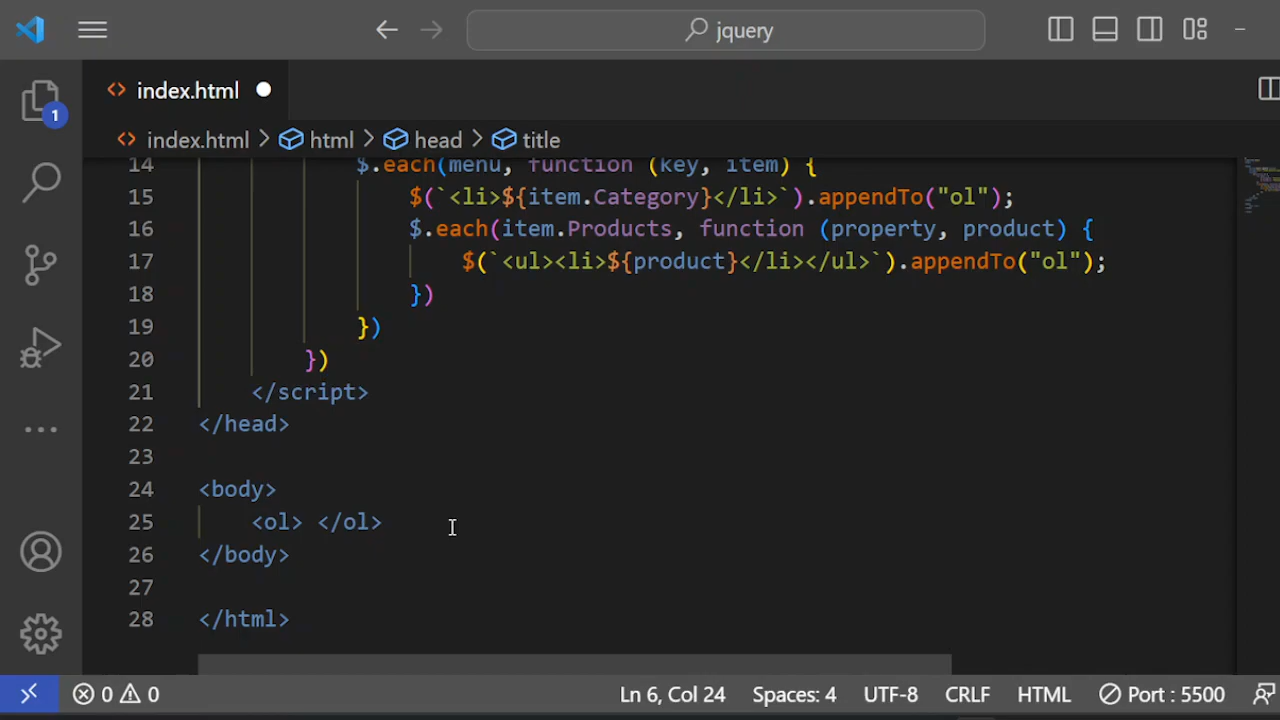 jquery
index.html
index.html > html > head > title
1
14 $.each(menu, function (key, item) {
15 $(`<li>${item.Category}</li>`).appendTo("ol");
16 $.each(item.Products, function (property, product) {
17 $(`<ul><li>${product}</li></ul>`).appendTo("ol");
18 })
19 })
20 })
21 </script>
22 </head>
23
24 <body>
25 <ol> </ol>
26 </body>
27
28 </html>
0 0 Ln 6, Col 24 Spaces: 4 UTF-8 CRLF HTML Port : 5500